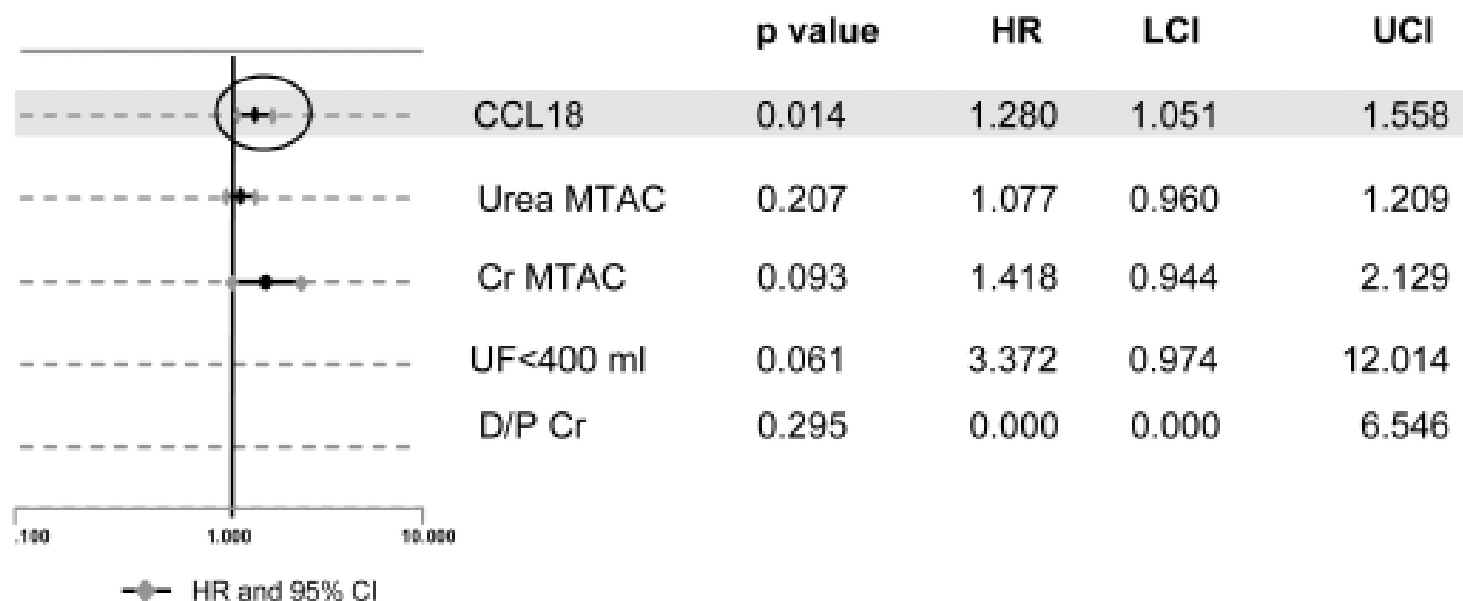 p value HR LCI UCI
CCL18 0.014 1.280 1.051 1.558
Urea MTAC 0.207 1.077 0.960 1.209
Cr MTAC 0.093 1.418 0.944 2.129
UF<400 ml 0.061 3.372 0.974 12.014
D/P Cr 0.295 0.000 0.000 6.546
.100 1.000 10.000
HR and 95% CI